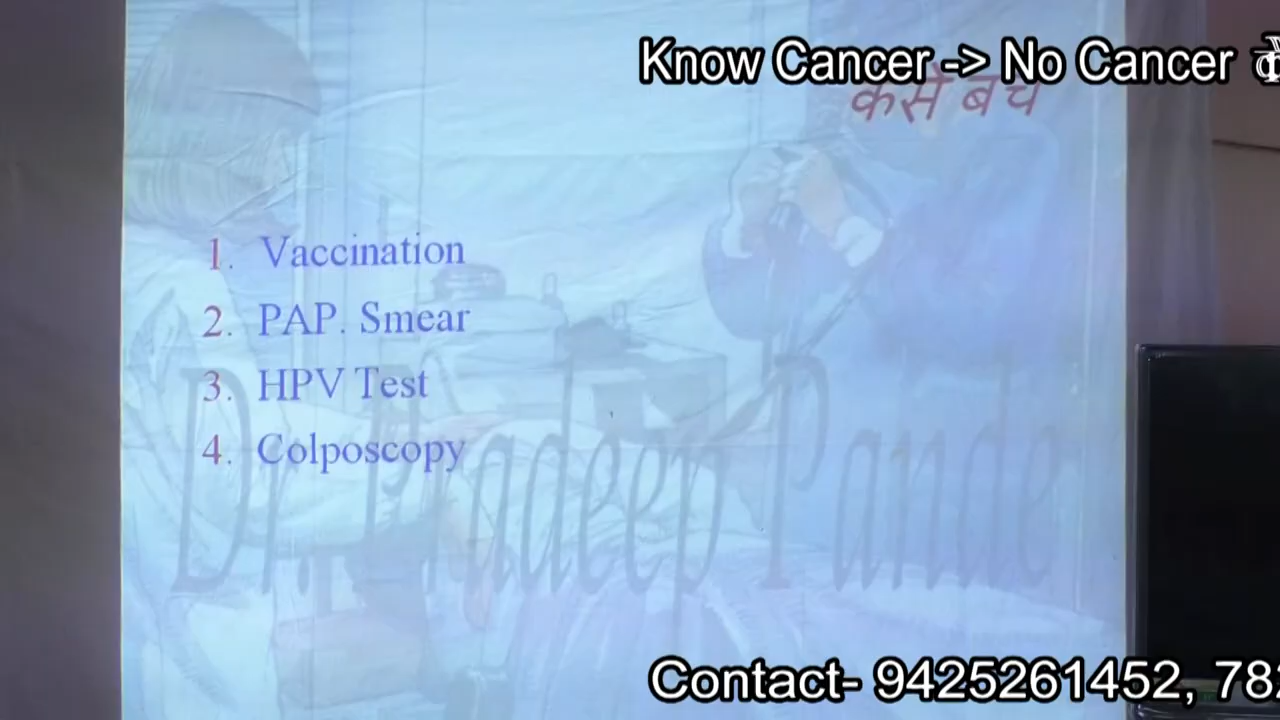 Know Cancer -> No Cancer
कैसे बचें
1. Vaccination
2. PAP. Smear
3. HPV Test
4. Colposcopy
Dr. Pradeep Pande
Contact- 9425261452, 782